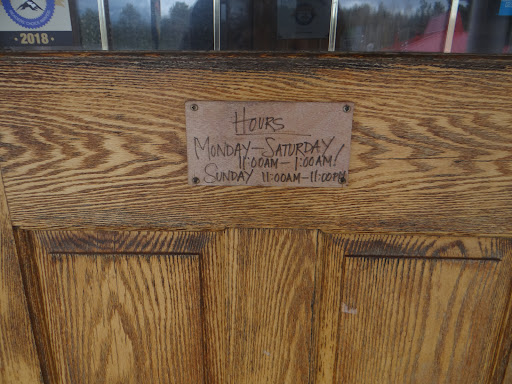 2018
HOURS
MONDAY—SATURDAY
11:00AM—1:00AM!
SUNDAY 11:00AM—11:00PM